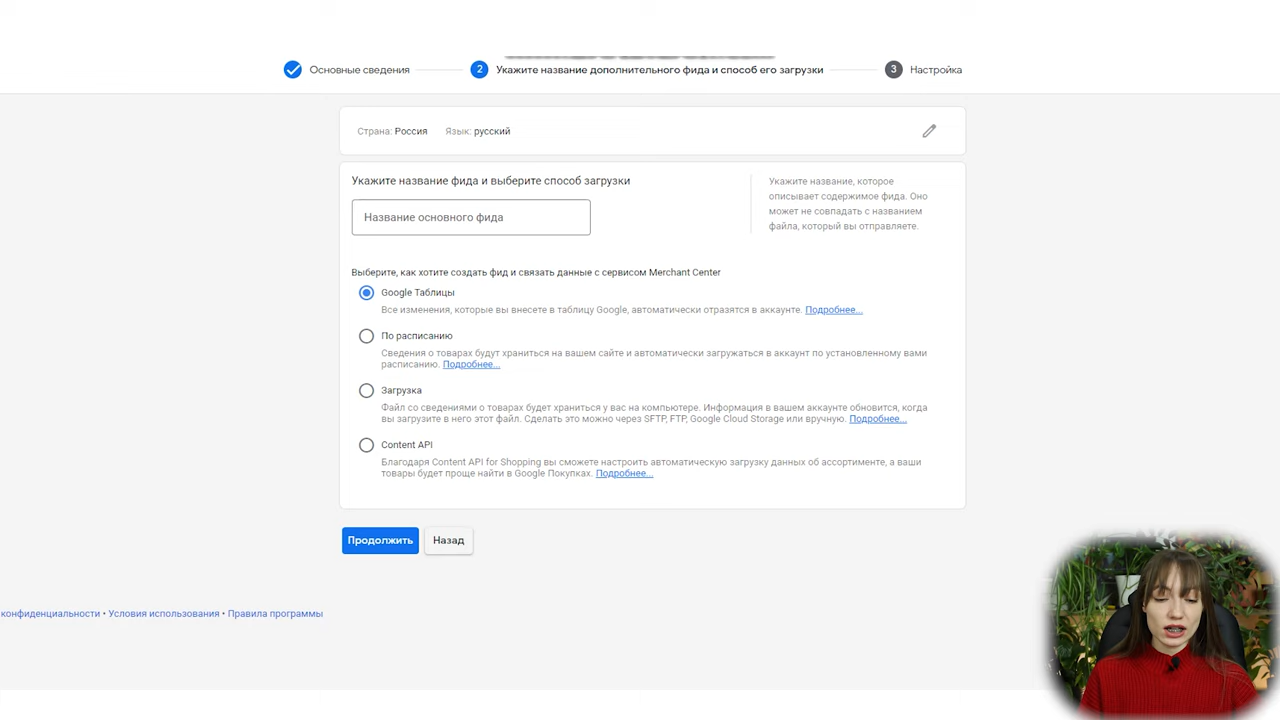 Основные сведения
2 Укажите название дополнительного фида и способ его загрузки
3 Настройка
Страна: Россия Язык: русский
Укажите название фида и выберите способ загрузки
Название основного фида
Укажите название, которое
описывает содержимое фида. Оно
может не совпадать с названием
файла, который вы отправляете.
Выберите, как хотите создать фид и связать данные с сервисом Merchant Center
Google Таблицы
Все изменения, которые вы внесете в таблицу Google, автоматически отразятся в аккаунте. Подробнее...
По расписанию
Сведения о товарах будут храниться на вашем сайте и автоматически загружаться в аккаунт по установленному вами
расписанию. Подробнее...
Загрузка
Файл со сведениями о товарах будет храниться у вас на компьютере. Информация в вашем аккаунте обновится, когда
вы загрузите в него этот файл. Сделать это можно через SFTP, FTP, Google Cloud Storage или вручную. Подробнее...
Content API
Благодаря Content API for Shopping вы сможете настроить автоматическую загрузку данных об ассортименте, а ваши
товары будет проще найти в Google Покупках. Подробнее...
Продолжить Назад
конфиденциальности • Условия использования • Правила программы